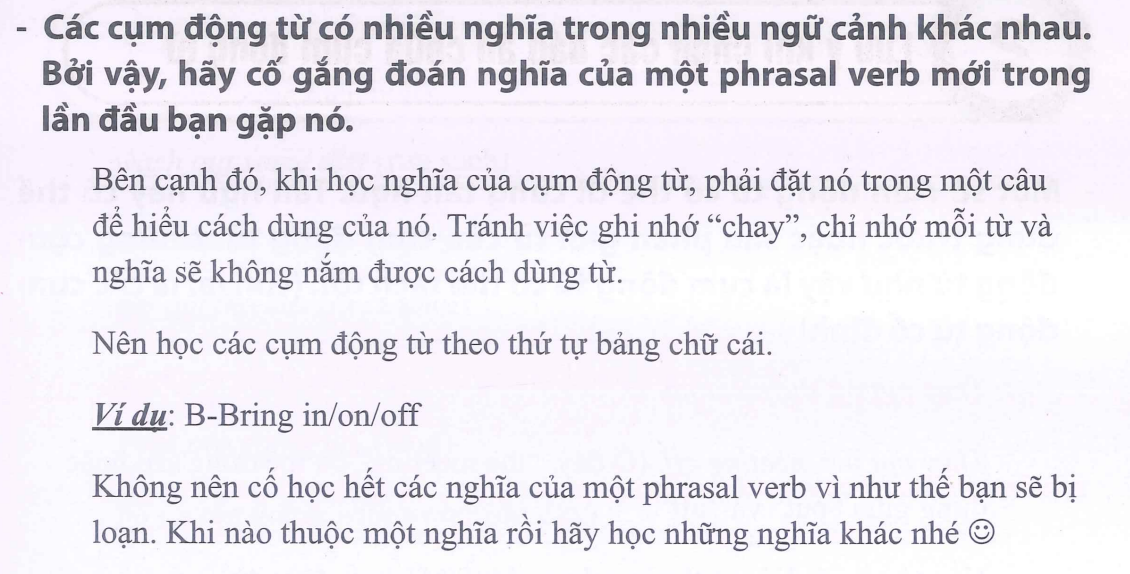 - Các cụm động từ có nhiều nghĩa trong nhiều ngữ cảnh khác nhau.
Bởi vậy, hãy cố gắng đoán nghĩa của một phrasal verb mới trong
lần đầu bạn gặp nó.
Bên cạnh đó, khi học nghĩa của cụm động từ, phải đặt nó trong một câu
để hiểu cách dùng của nó. Tránh việc ghi nhớ “chay”, chỉ nhớ mỗi từ và
nghĩa sẽ không nắm được cách dùng từ.
Nên học các cụm động từ theo thứ tự bảng chữ cái.
Ví dụ: B-Bring in/on/off
Không nên cố học hết các nghĩa của một phrasal verb vì như thế bạn sẽ bị
loạn. Khi nào thuộc một nghĩa rồi hãy học những nghĩa khác nhé ☺